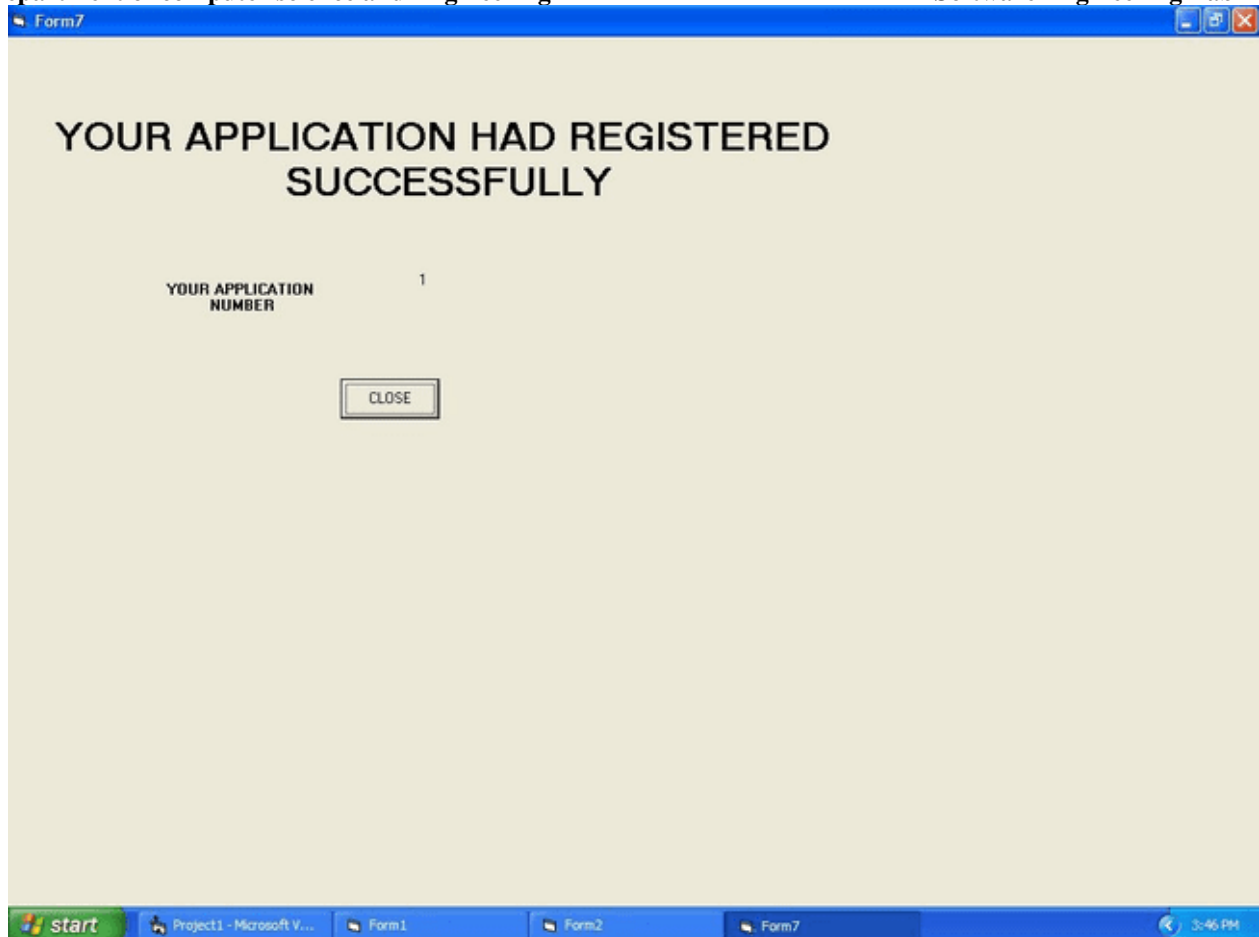 Form7
YOUR APPLICATION HAD REGISTERED
SUCCESSFULLY
YOUR APPLICATION
NUMBER
1
CLOSE
start
Project1 - Microsoft V...
Form1
Form2
Form7
3:46 PM